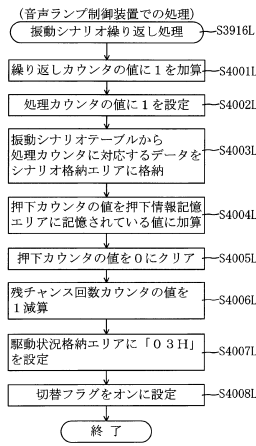 (音声ランプ制御装置での処理)
振動シナリオ繰り返し処理
S3916L
繰り返しカウンタの値に1を加算
S4001L
処理カウンタの値に1を設定
S4002L
振動シナリオテーブルから
処理カウンタに対応するデータを
シナリオ格納エリアに格納
S4003L
押下カウンタの値を押下情報記憶
エリアに記憶されている値に加算
S4004L
押下カウンタの値を0にクリア
S4005L
残チャンス回数カウンタの値を
1減算
S4006L
駆動状況格納エリアに「03H」
を設定
S4007L
切替フラグをオンに設定
S4008L
終 了